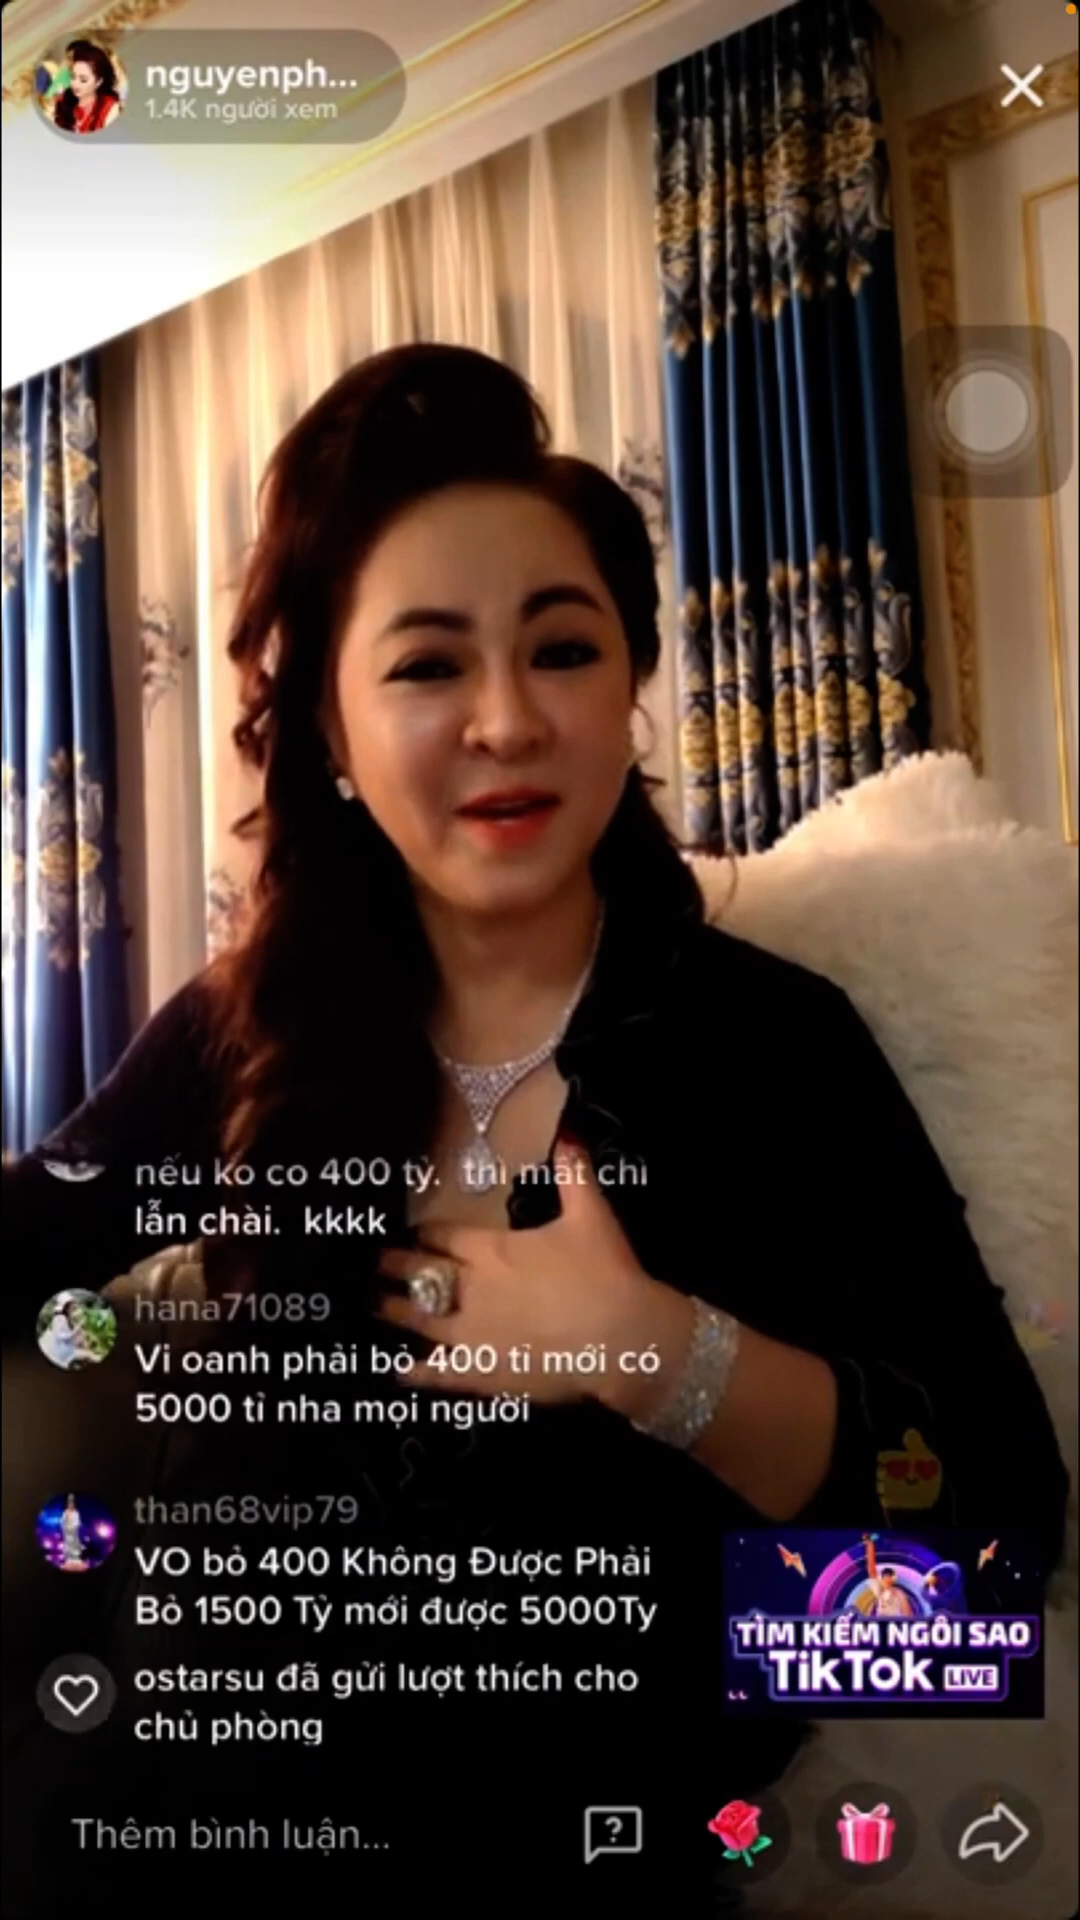 nguyenph...
1.4K người xem
nếu ko co 400 tỷ. thì mất chì
lẫn chài. kkkk
hana71089
Vi oanh phải bỏ 400 tỉ mới có
5000 tỉ nha mọi người
than68vip79
VO bỏ 400 Không Được Phải
Bỏ 1500 Tỷ mới được 5000Ty
ostarsu đã gửi lượt thích cho
chủ phòng
TÌM KIẾM NGÔI SAO
TikTok LIVE
Thêm bình luận...
?